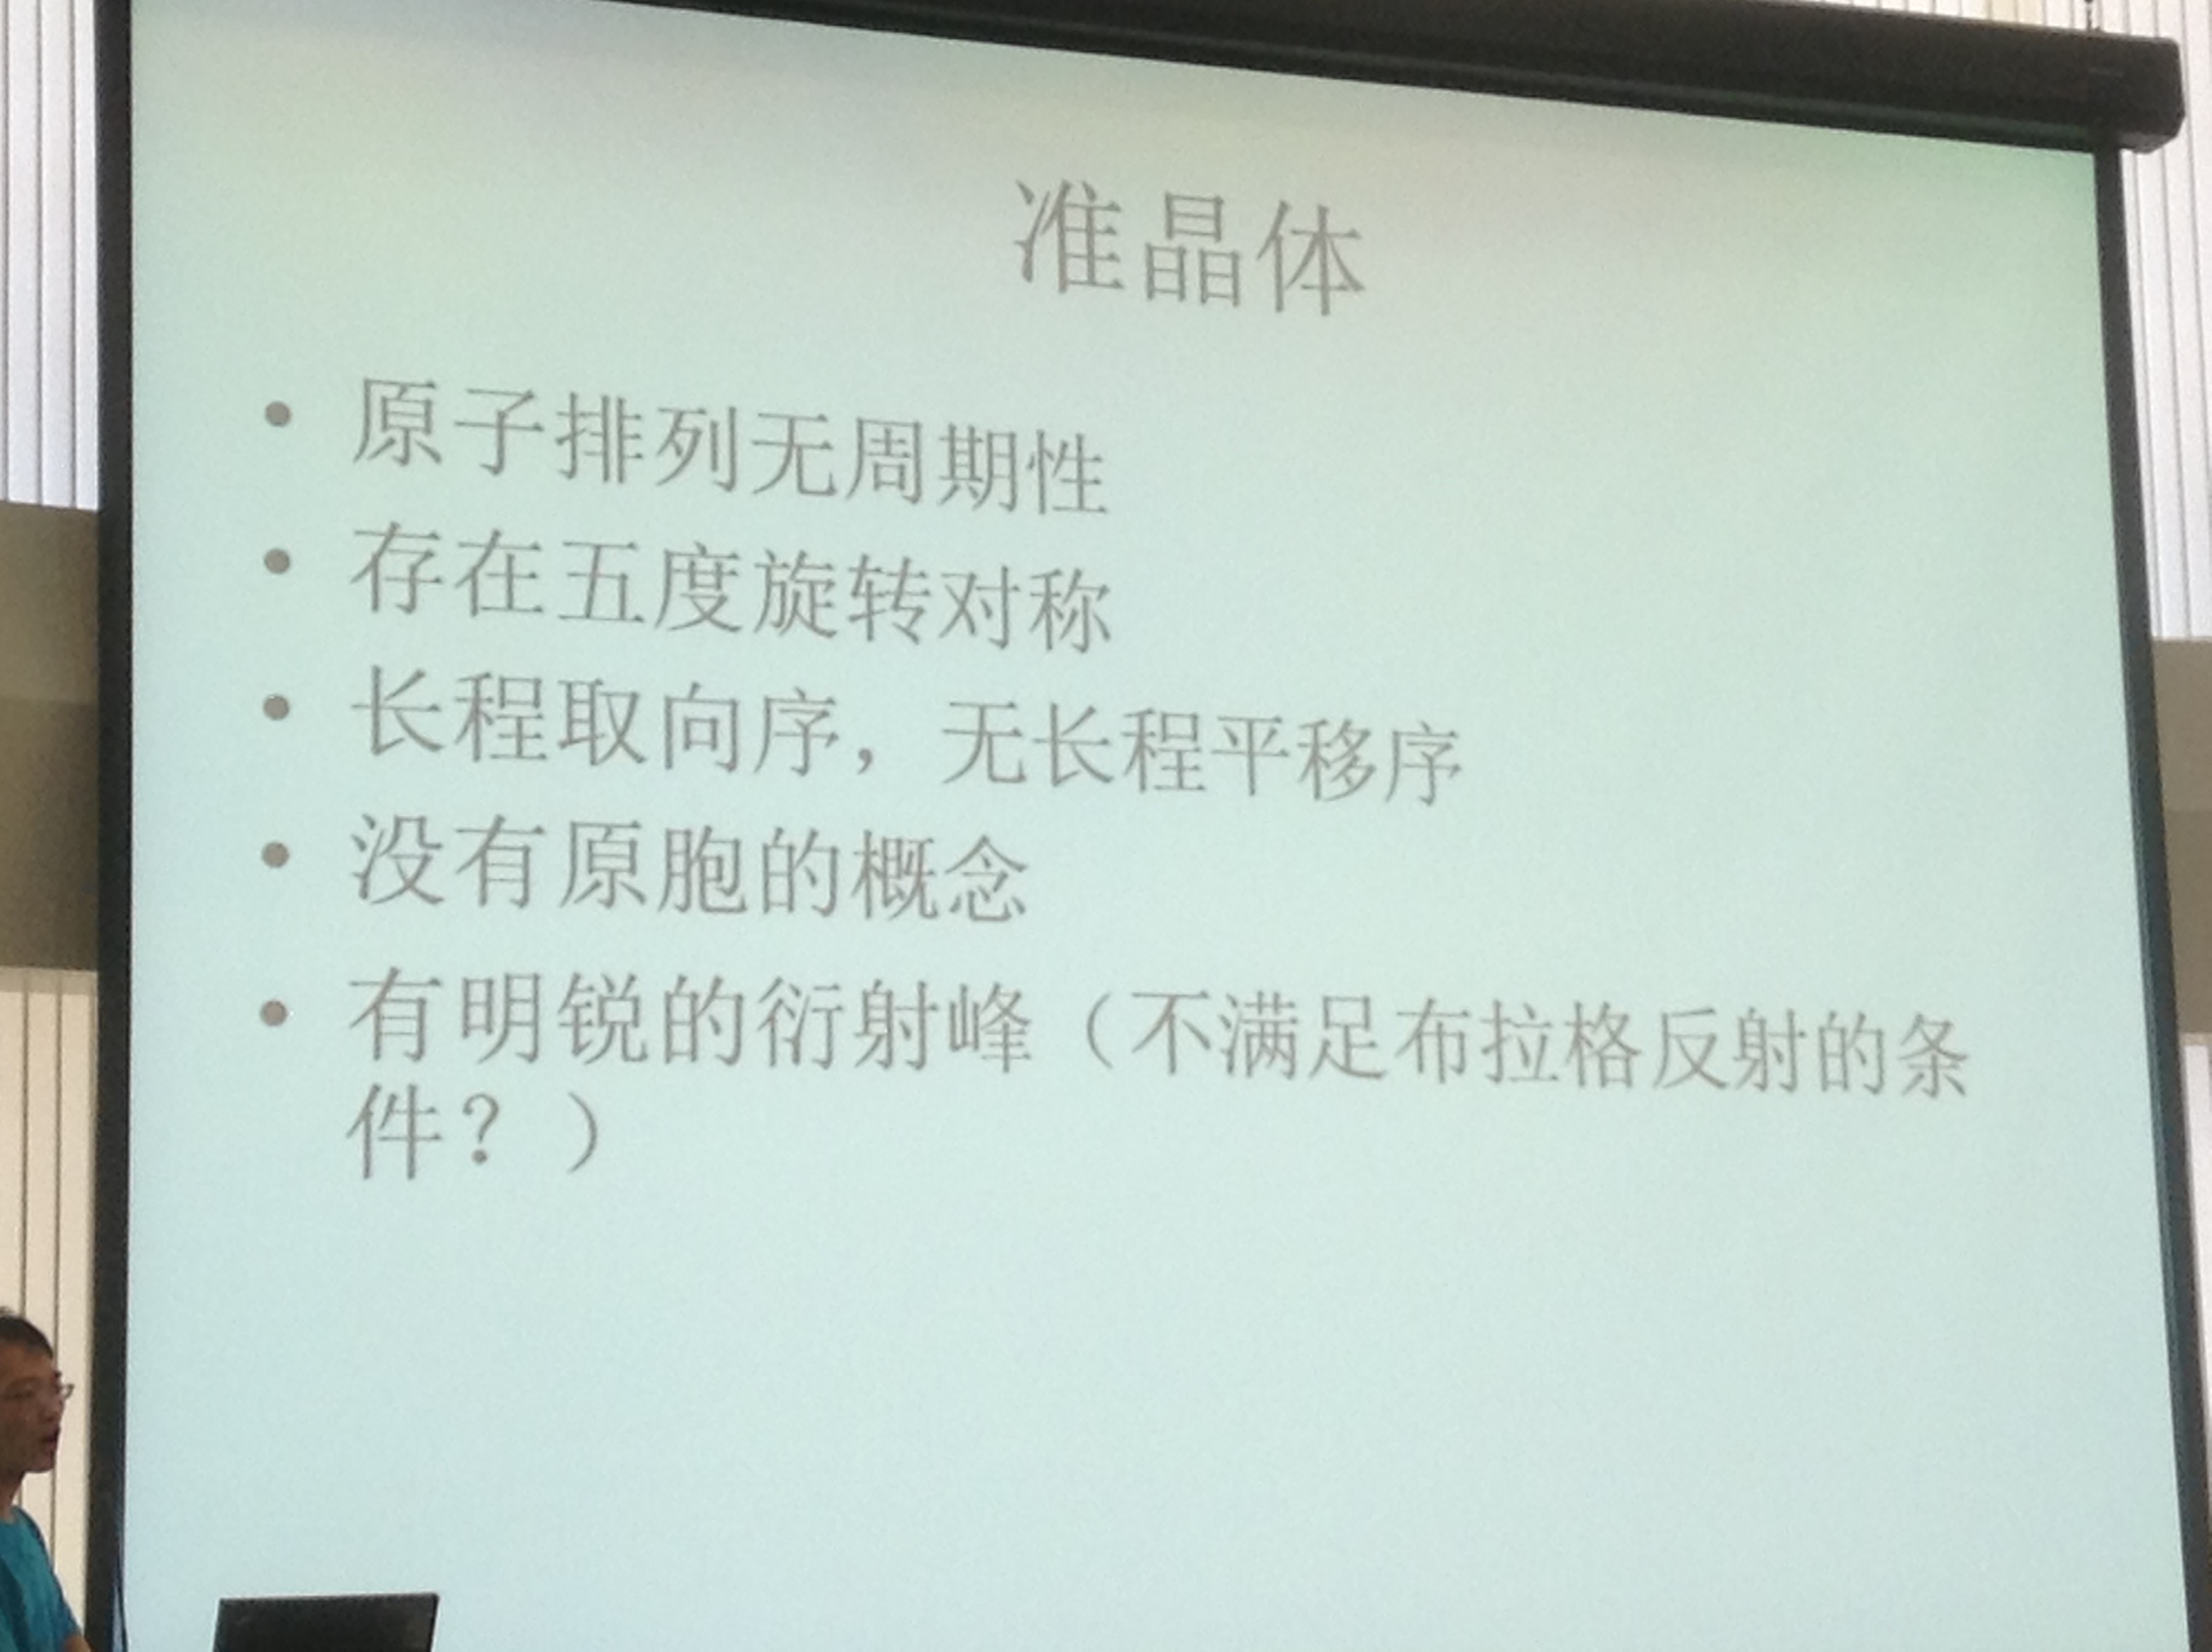 准晶体
• 原子排列无周期性
• 存在五度旋转对称
• 长程取向序，无长程平移序
• 没有原胞的概念
• 有明锐的衍射峰（不满足布拉格反射的条
件？）